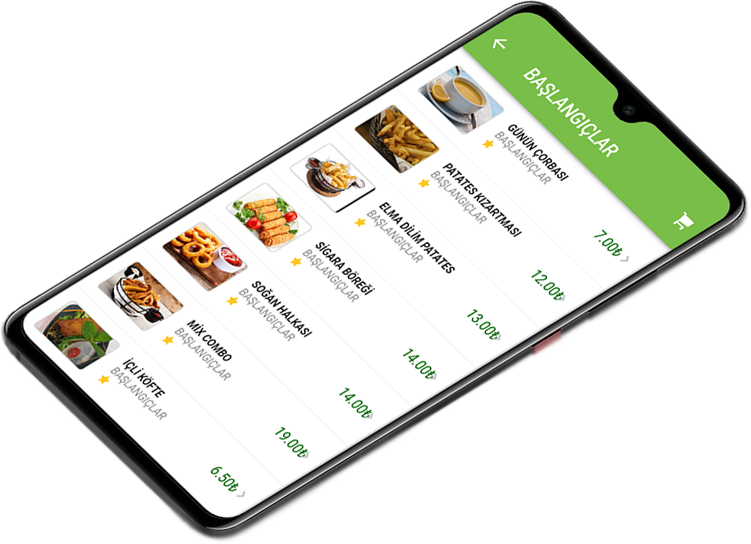 BAŞLANGIÇLAR
GÜNÜN ÇORBASI
BAŞLANGIÇLAR
7.00₺
PATATES KIZARTMASI
BAŞLANGIÇLAR
12.00₺
ELMA DİLİM PATATES
BAŞLANGIÇLAR
13.00₺
SİGARA BÖREĞİ
BAŞLANGIÇLAR
14.00₺
SOĞAN HALKASI
BAŞLANGIÇLAR
14.00₺
MİX COMBO
BAŞLANGIÇLAR
19.00₺
İÇLİ KÖFTE
BAŞLANGIÇLAR
6.50₺